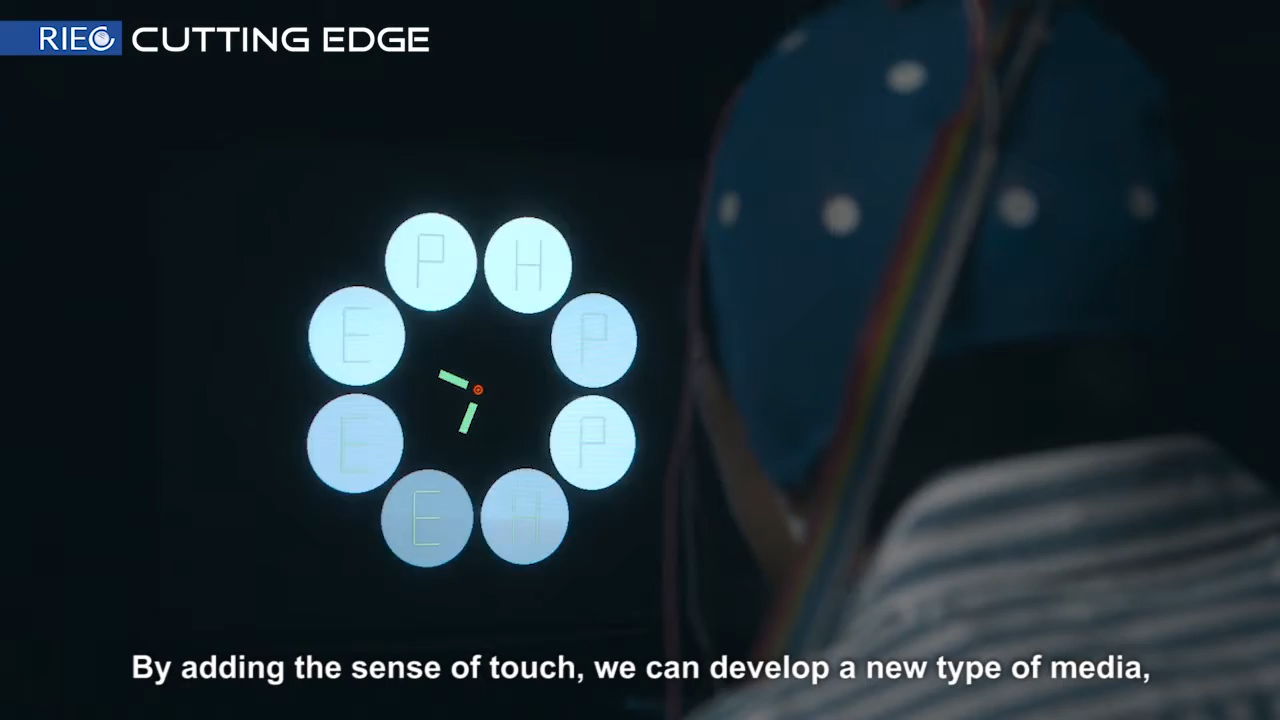 RIEC CUTTING EDGE
P H
E P
E P
E
By adding the sense of touch, we can develop a new type of media,